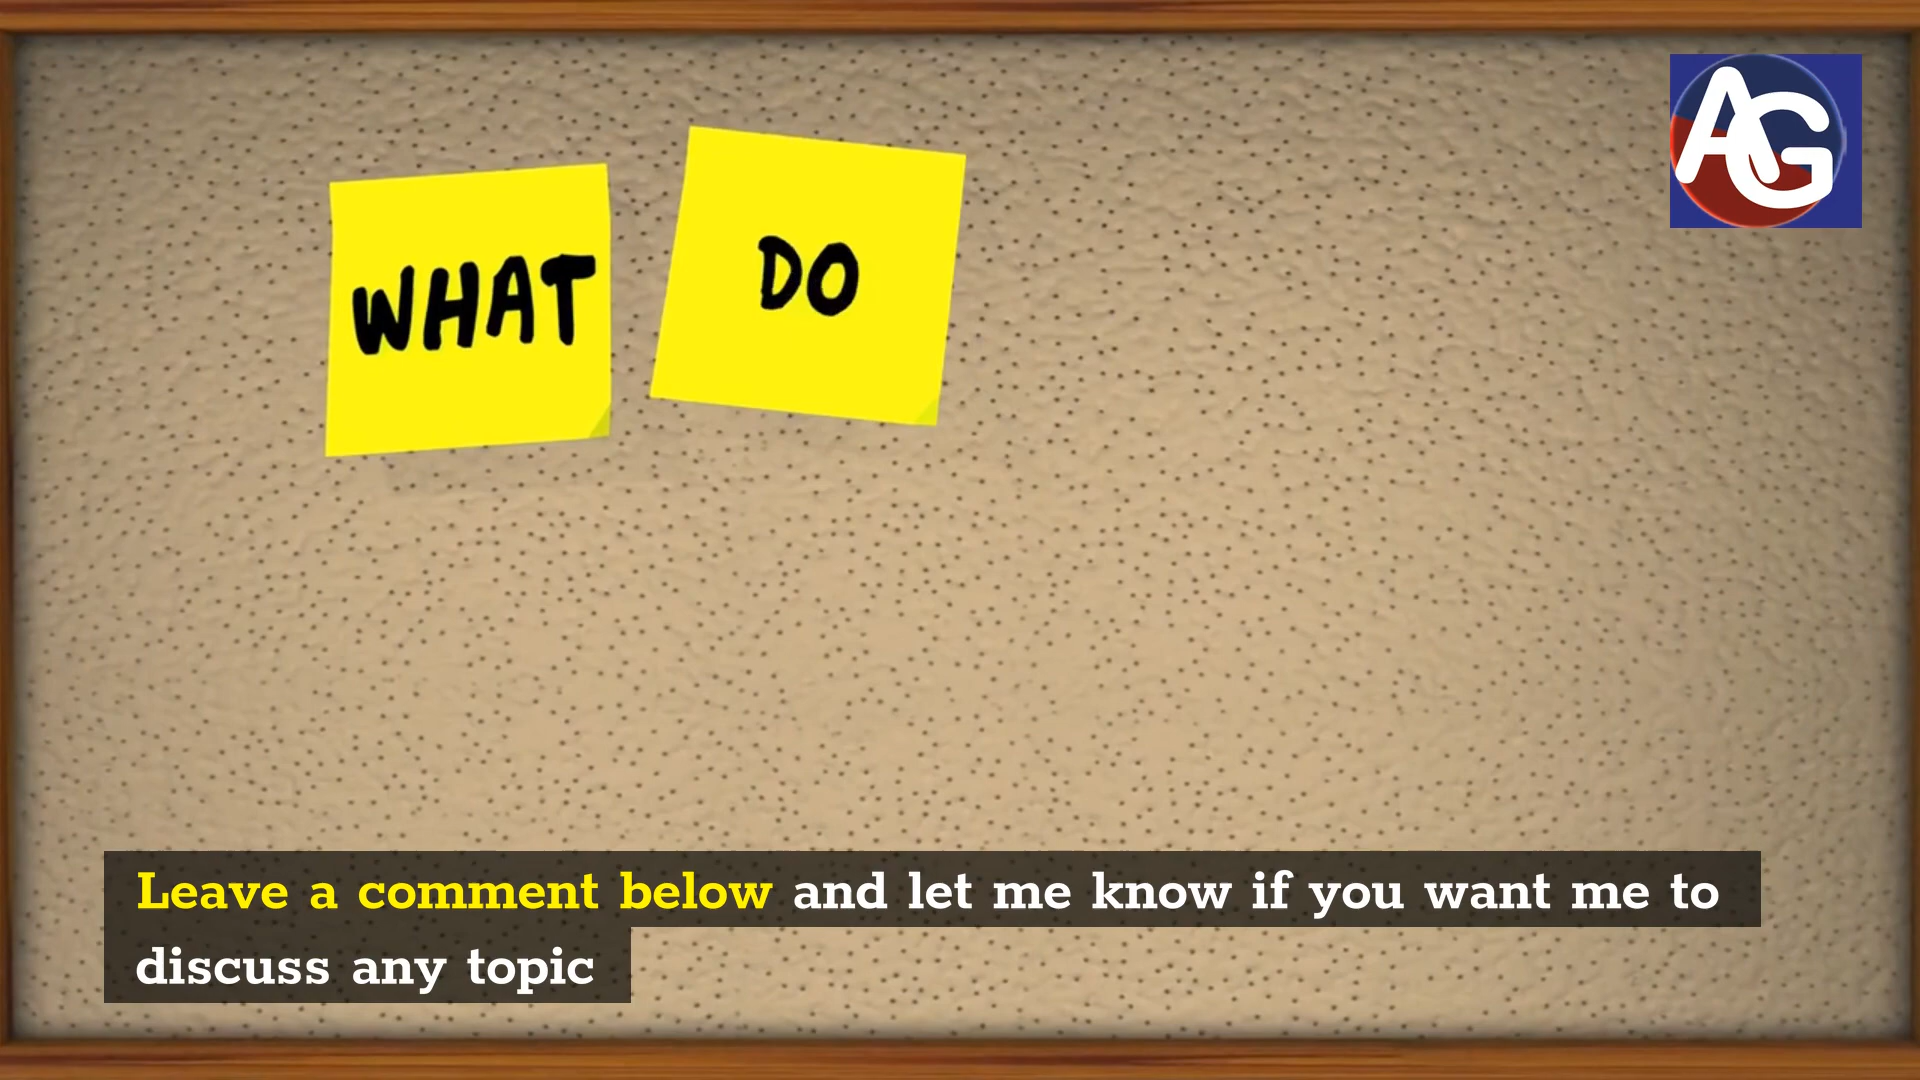 WHAT
DO
AG
Leave a comment below and let me know if you want me to
discuss any topic